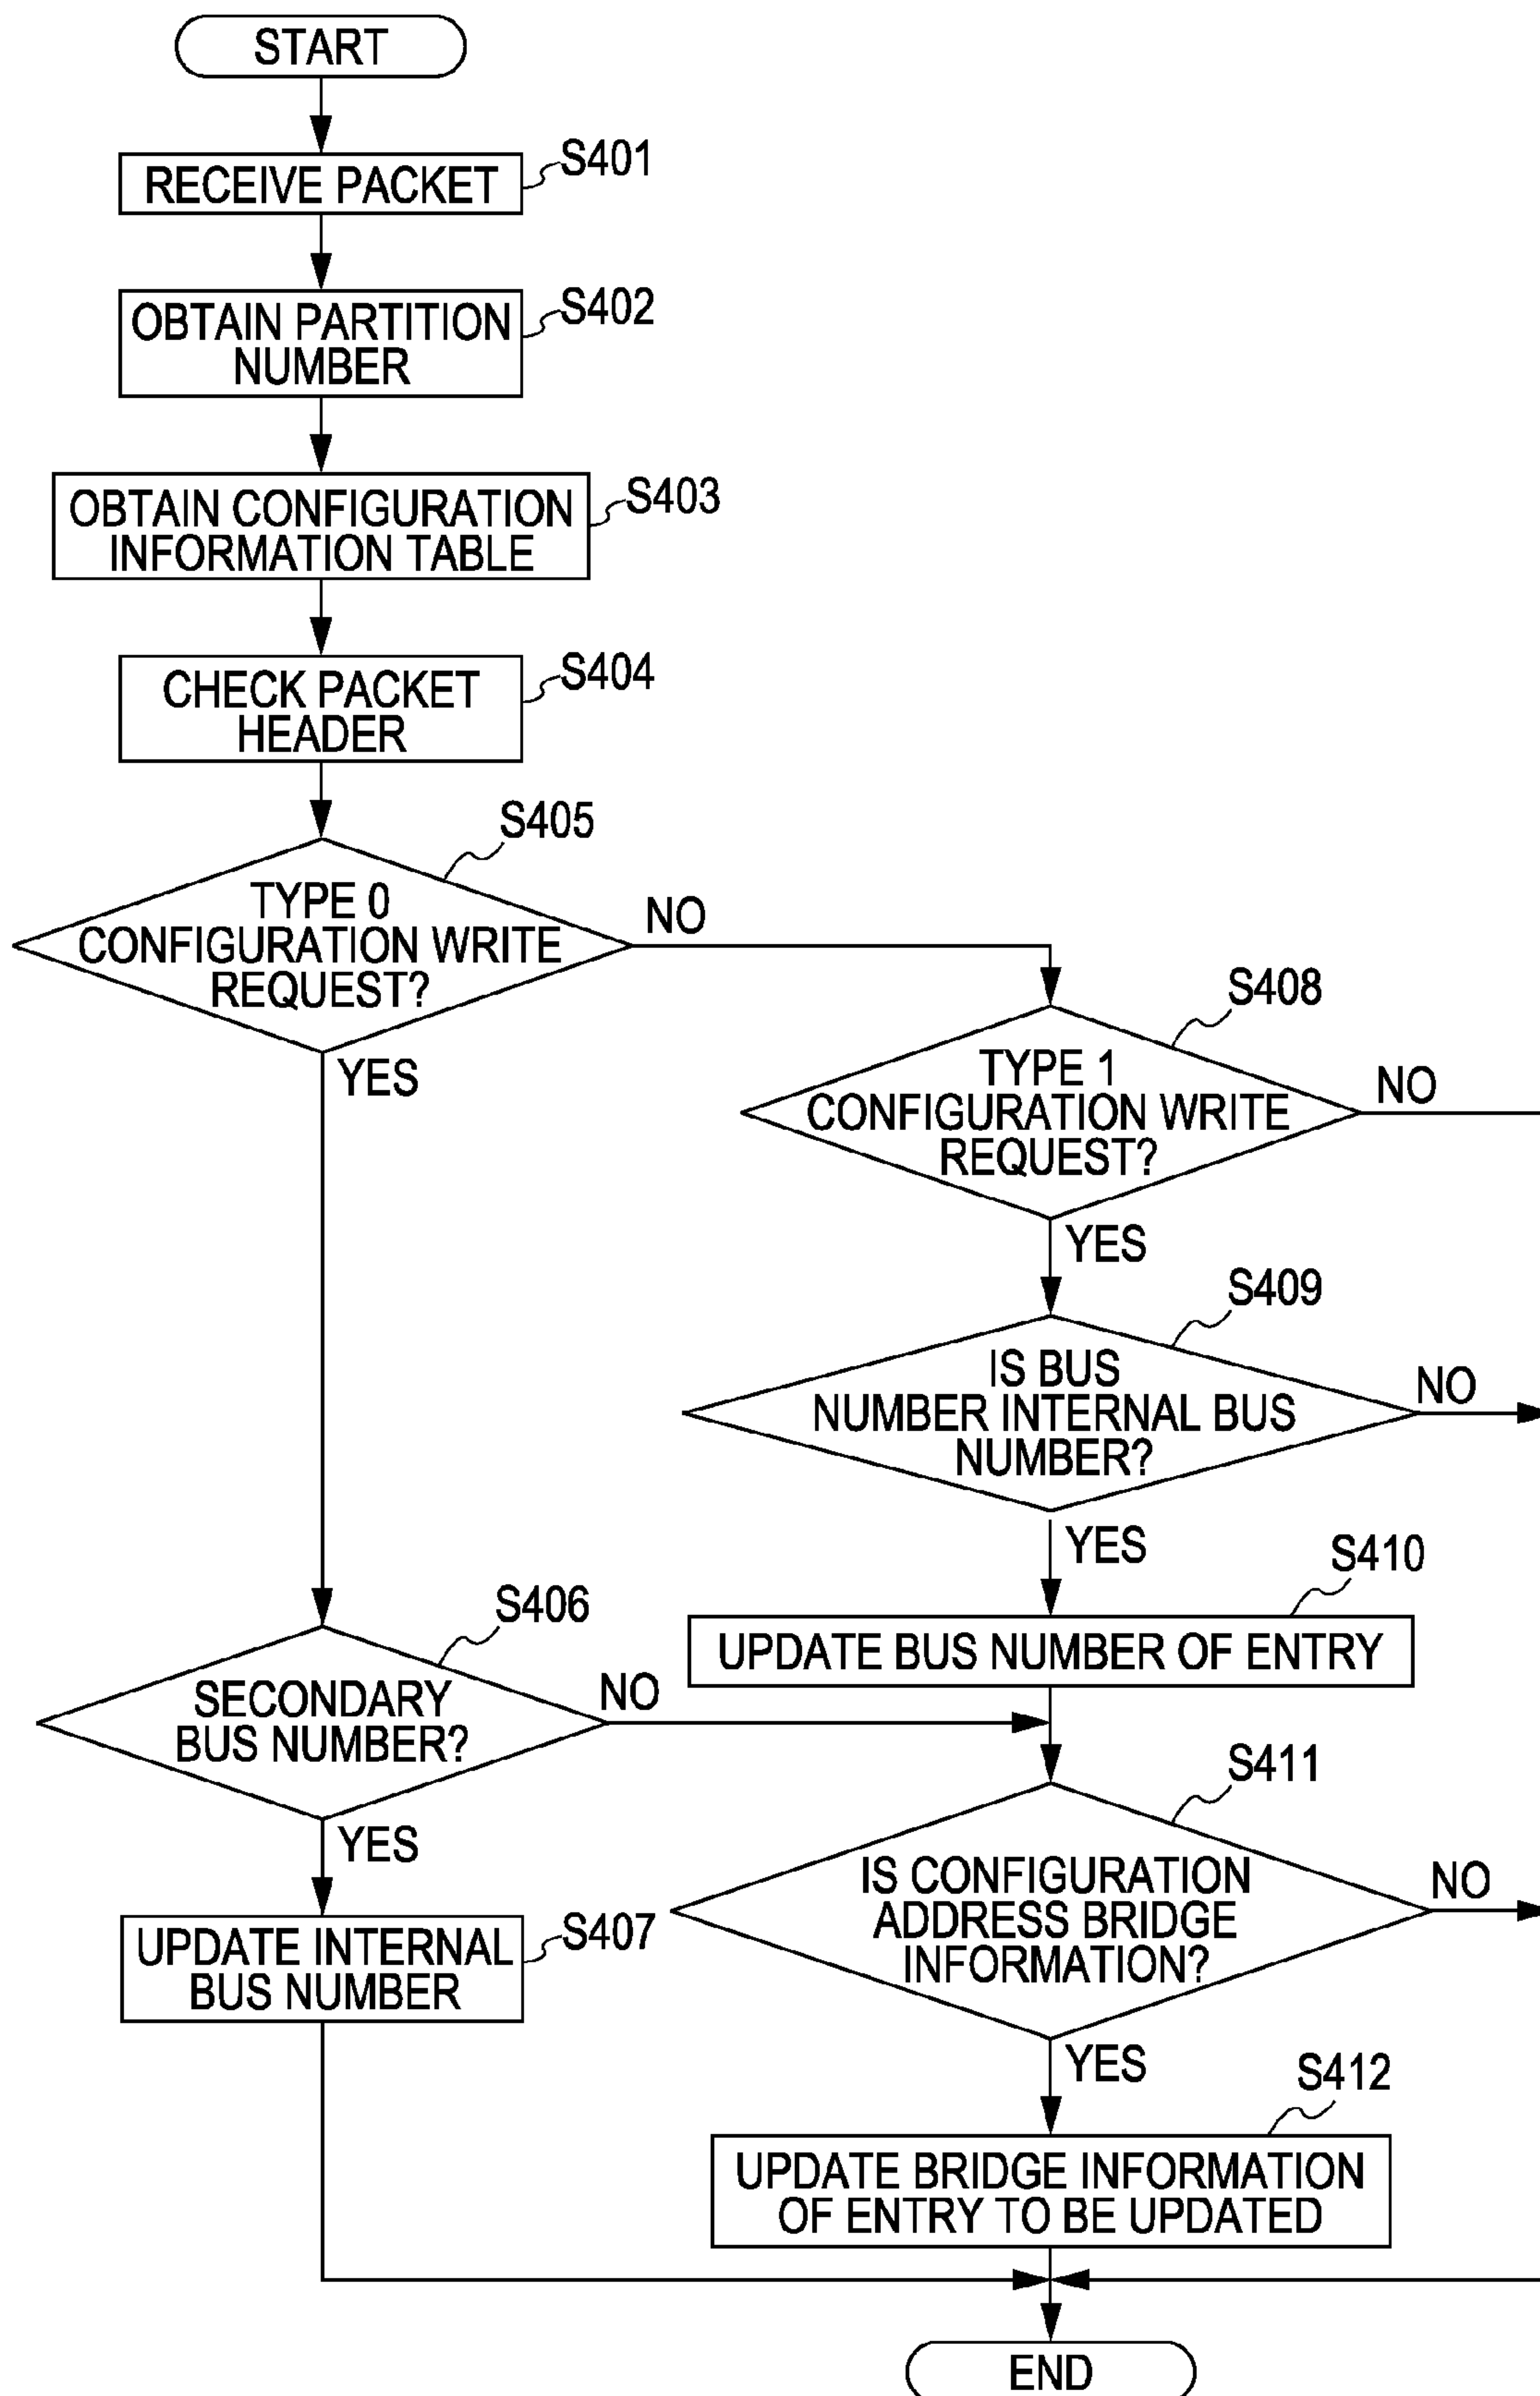 START
RECEIVE PACKET
S401
OBTAIN PARTITION
NUMBER
S402
OBTAIN CONFIGURATION
INFORMATION TABLE
S403
CHECK PACKET
HEADER
S404
S405
TYPE 0
CONFIGURATION WRITE
REQUEST?
NO
YES
S408
TYPE 1
CONFIGURATION WRITE
REQUEST?
NO
YES
S409
IS BUS
NUMBER INTERNAL BUS
NUMBER?
NO
YES
S410
UPDATE BUS NUMBER OF ENTRY
S406
SECONDARY
BUS NUMBER?
NO
YES
S407
UPDATE INTERNAL
BUS NUMBER
S411
IS CONFIGURATION
ADDRESS BRIDGE
INFORMATION?
NO
YES
S412
UPDATE BRIDGE INFORMATION
OF ENTRY TO BE UPDATED
END